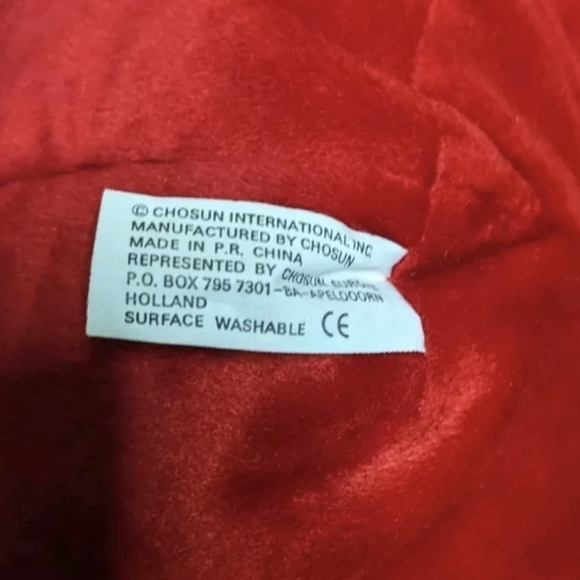 © CHOSUN INTERNATIONAL INC
MANUFACTURED BY CHOSUN
MADE IN P.R. CHINA
REPRESENTED BY CHOSUN EUROPE
P.O. BOX 795 7301-BA-APELDOORN
HOLLAND
SURFACE WASHABLE CE